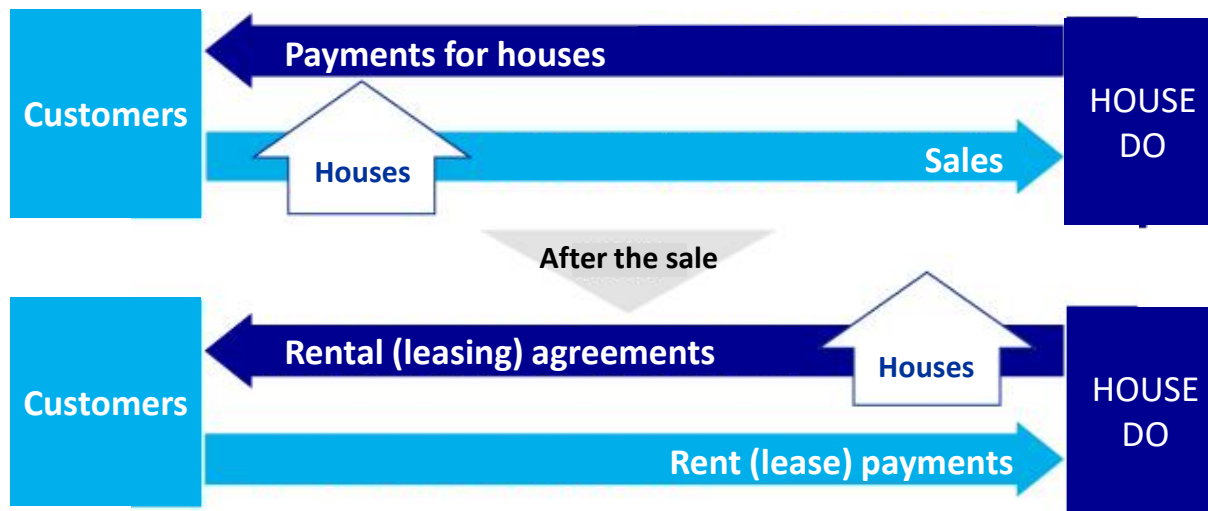 Payments for houses
Customers
HOUSE
DO
Houses
Sales
After the sale
Rental (leasing) agreements
Houses
Customers
HOUSE
DO
Rent (lease) payments